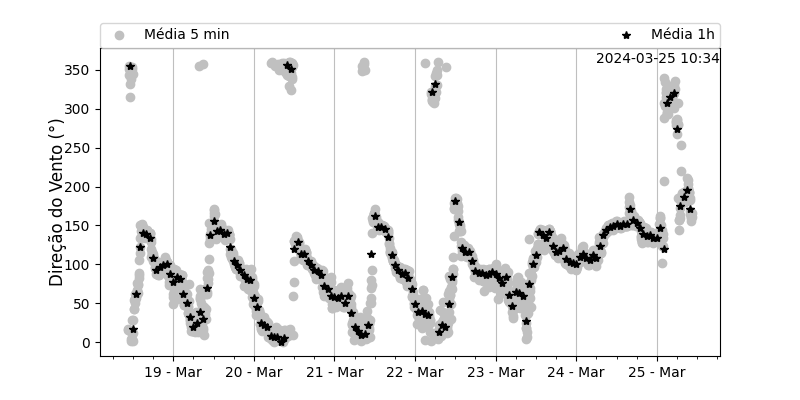 Média 5 min
Média 1h
2024-03-25 10:34
Direção do Vento (°)
350
300
250
200
150
100
50
0
19 - Mar
20 - Mar
21 - Mar
22 - Mar
23 - Mar
24 - Mar
25 - Mar